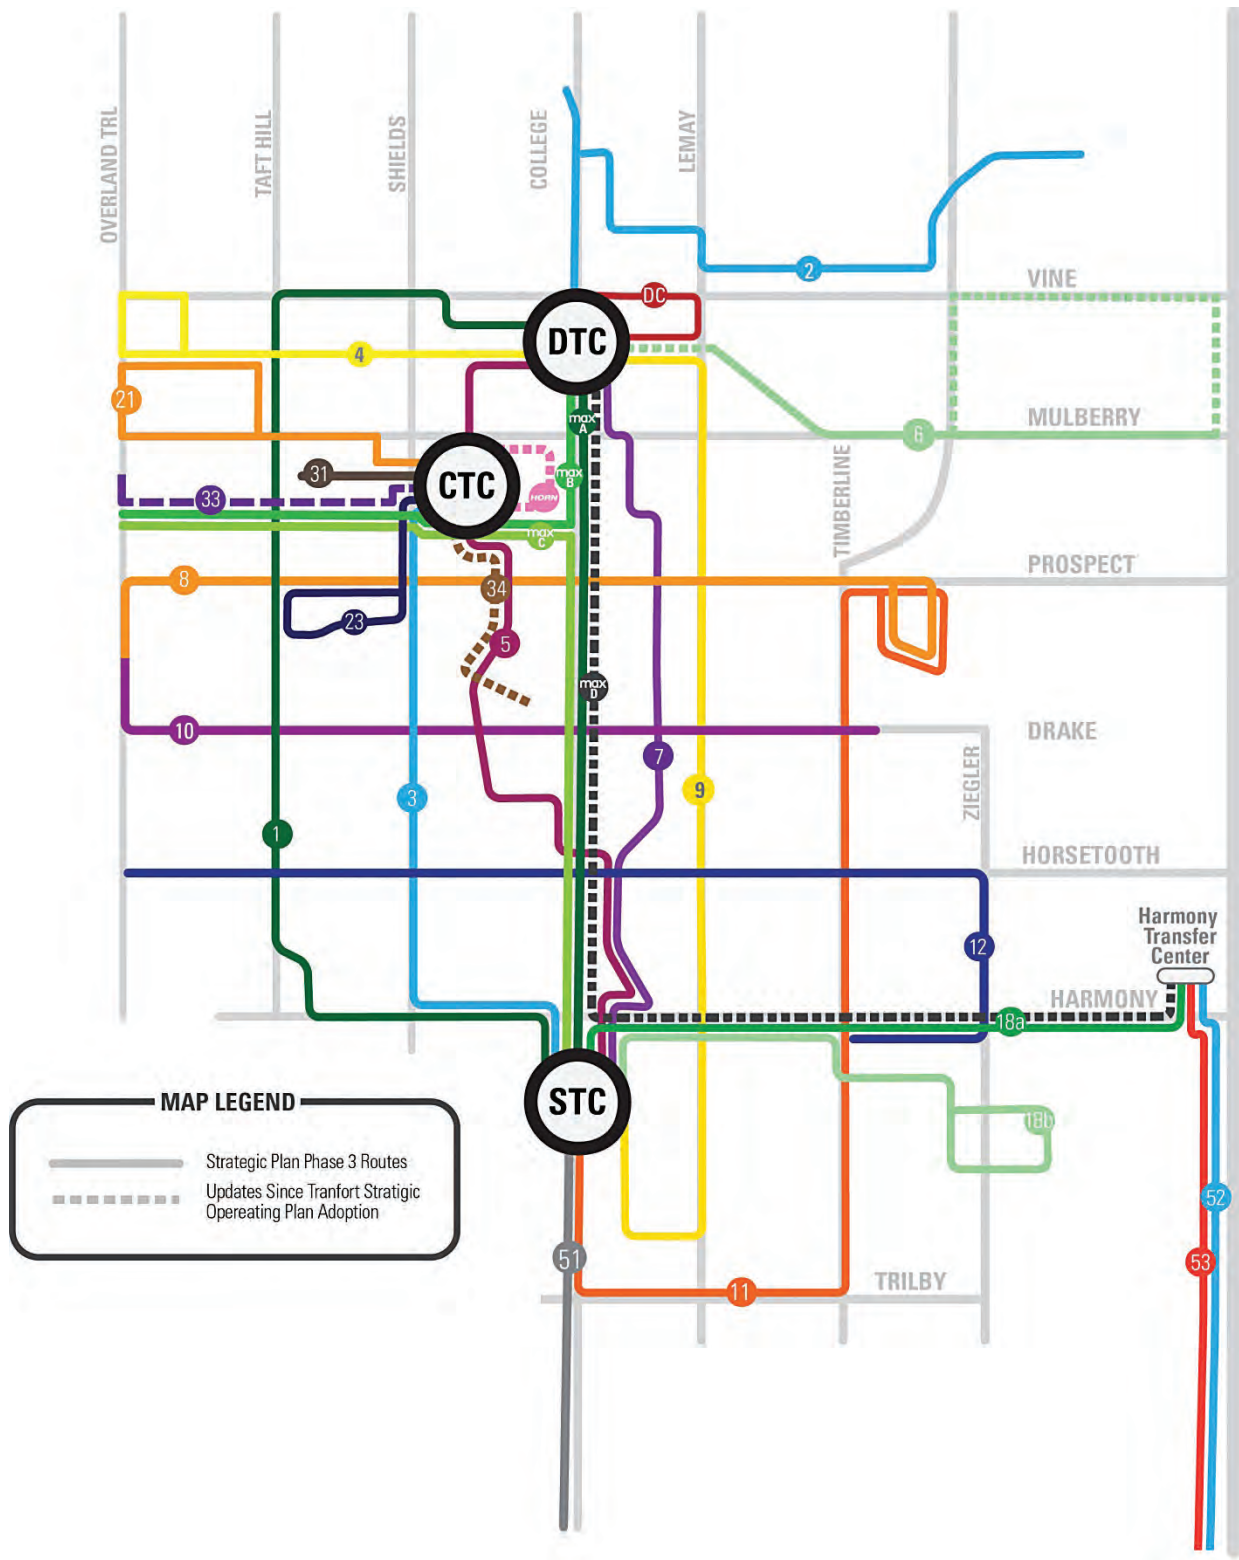 OVERLAND TRL
TAFT HILL
SHIELDS
COLLEGE
LEMAY
2
VINE
DC
DTC
4
21
max
A
MULBERRY
6
31
CTC
max
B
HORN
33
max
C
TIMBERLINE
PROSPECT
8
34
23
5
max
D
10
DRAKE
7
ZIEGLER
3
9
1
HORSETOOTH
12
Harmony
Transfer
Center
HARMONY
18a
STC
18b
MAP LEGEND
Strategic Plan Phase 3 Routes
Updates Since Tranfort Stratigic
Opereating Plan Adoption
52
51
53
TRILBY
11